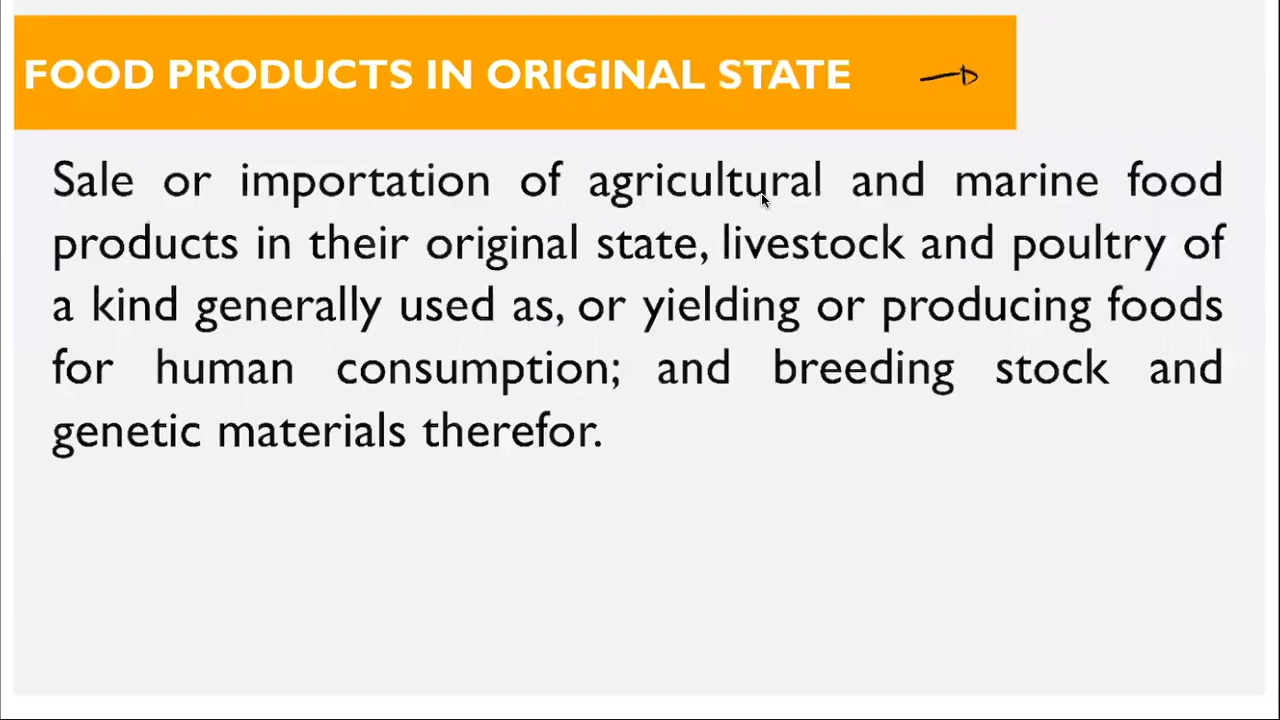 FOOD PRODUCTS IN ORIGINAL STATE
Sale or importation of agricultural and marine food
products in their original state, livestock and poultry of
a kind generally used as, or yielding or producing foods
for human consumption; and breeding stock and
genetic materials therefor.